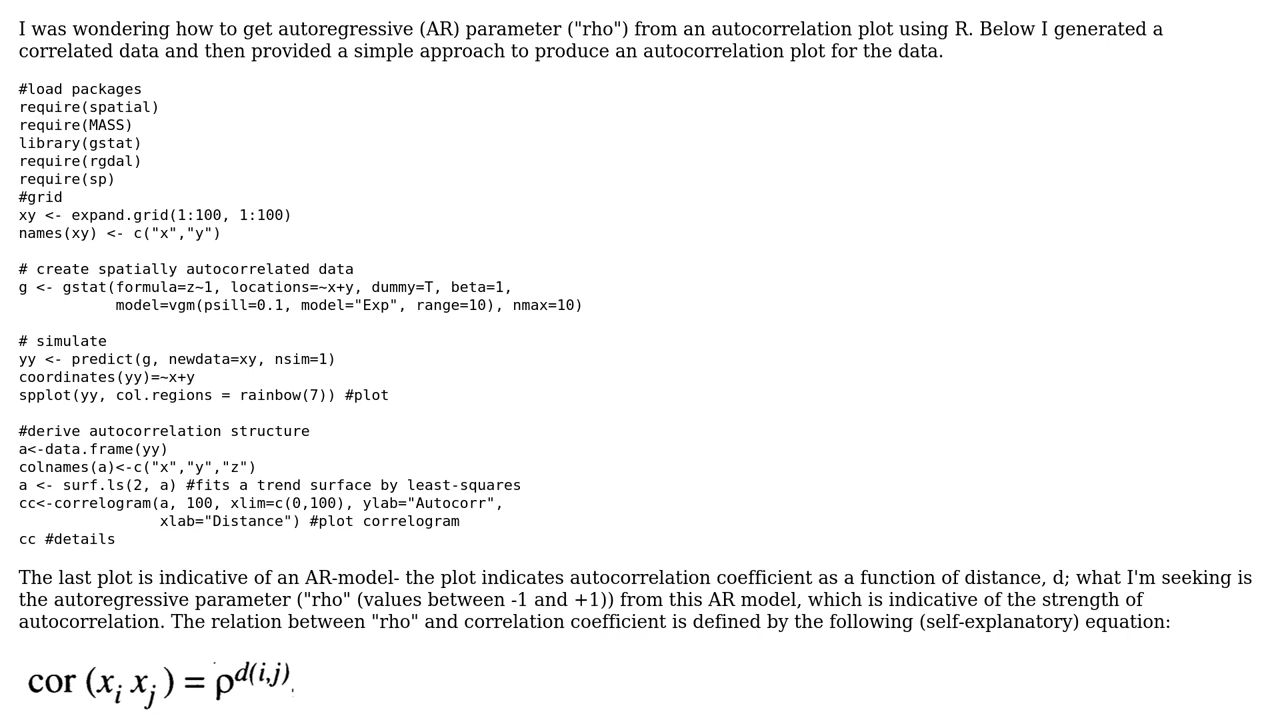 I was wondering how to get autoregressive (AR) parameter ("rho") from an autocorrelation plot using R. Below I generated a
correlated data and then provided a simple approach to produce an autocorrelation plot for the data.
#load packages
require(spatial)
require(MASS)
library(gstat)
require(rgdal)
require(sp)
#grid
xy <- expand.grid(1:100, 1:100)
names(xy) <- c("x","y")
# create spatially autocorrelated data
g <- gstat(formula=z~1, locations=~x+y, dummy=T, beta=1,
           model=vgm(psill=0.1, model="Exp", range=10), nmax=10)
# simulate
yy <- predict(g, newdata=xy, nsim=1)
coordinates(yy)=~x+y
spplot(yy, col.regions = rainbow(7)) #plot
#derive autocorrelation structure
a<-data.frame(yy)
colnames(a)<-c("x","y","z")
a <- surf.ls(2, a) #fits a trend surface by least-squares
cc<-correlogram(a, 100, xlim=c(0,100), ylab="Autocorr",
                xlab="Distance") #plot correlogram
cc #details
The last plot is indicative of an AR-model- the plot indicates autocorrelation coefficient as a function of distance, d; what I'm seeking is
the autoregressive parameter ("rho" (values between -1 and +1)) from this AR model, which is indicative of the strength of
autocorrelation. The relation between "rho" and correlation coefficient is defined by the following (self-explanatory) equation:
cor (x_i x_j) = ρ^{d(i,j)}